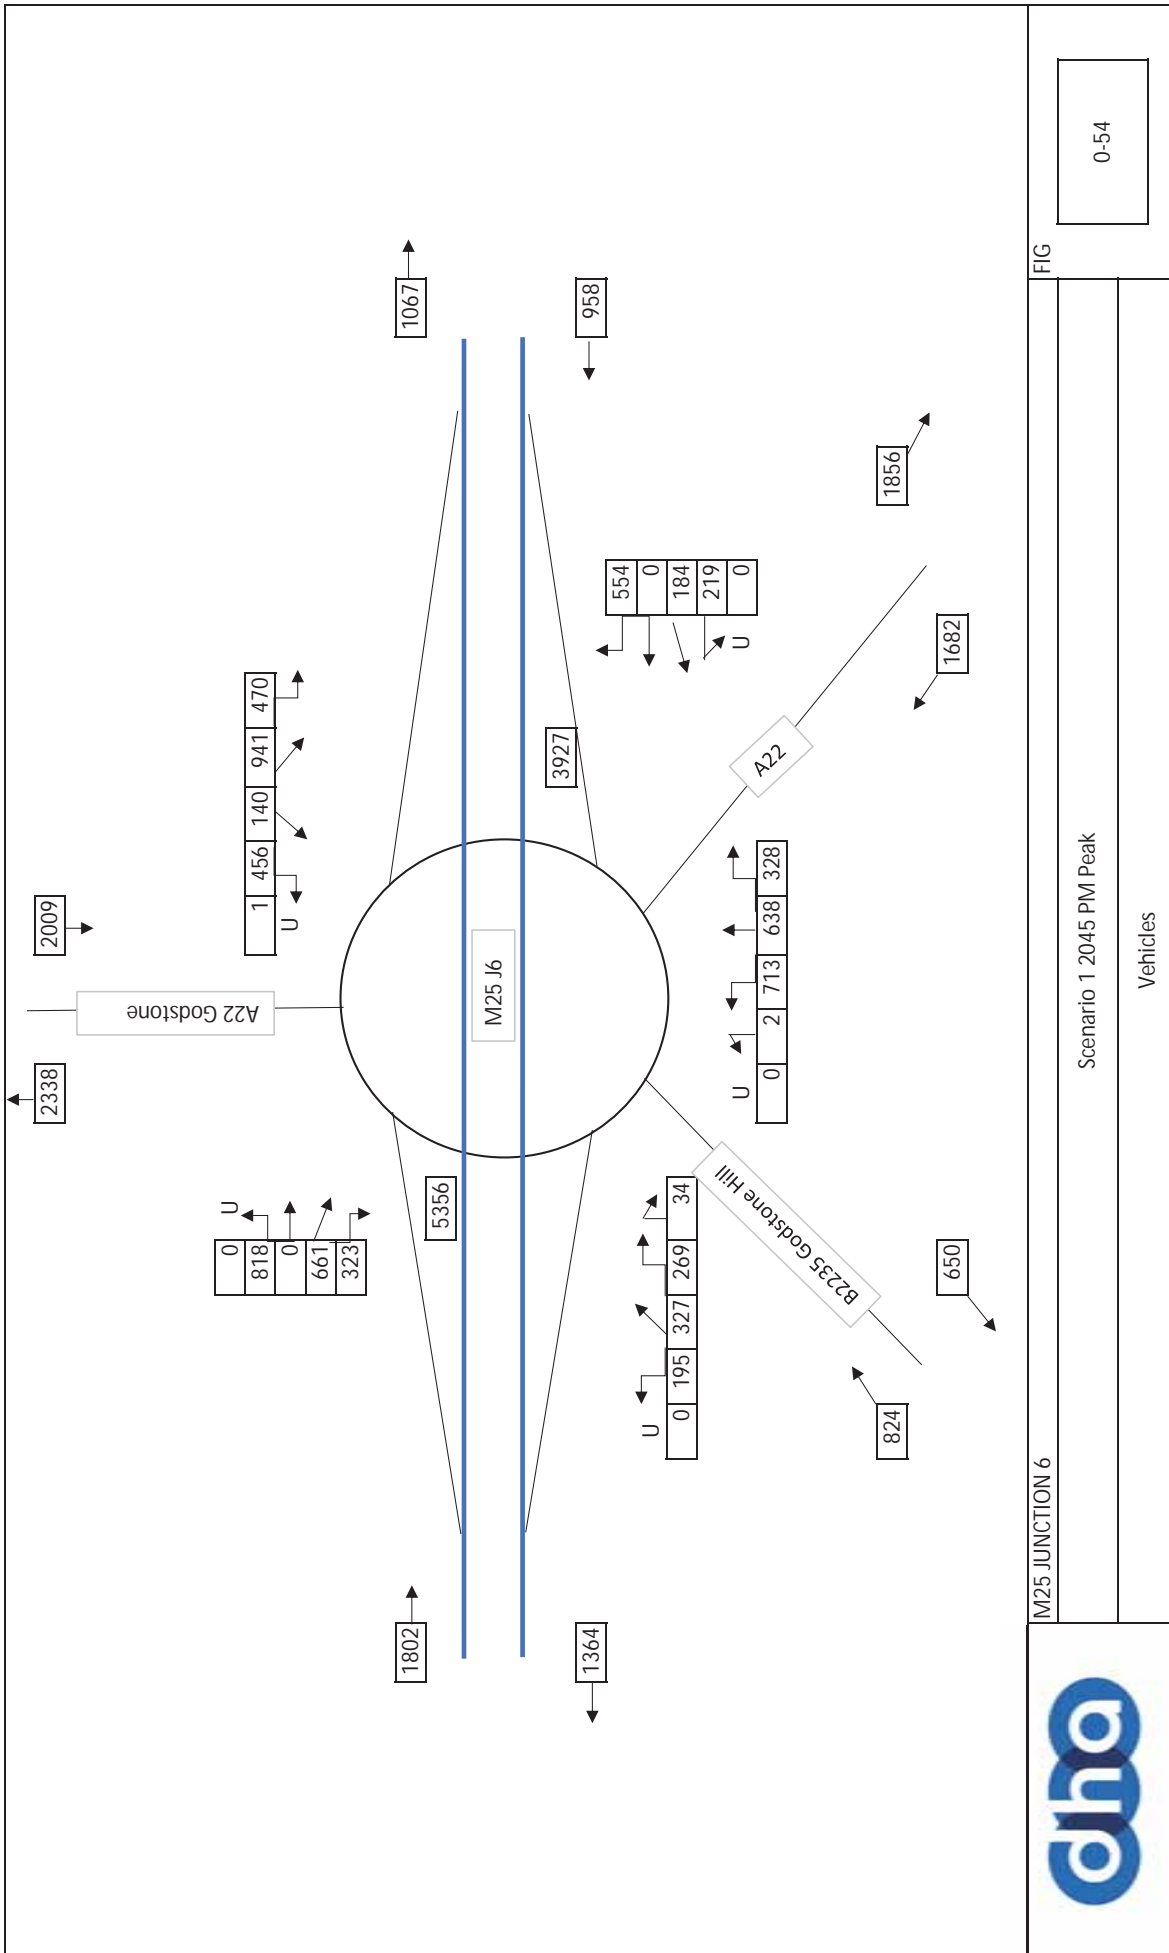 2338
2009
A22 Godstone
1 456 140 941 470
U
0
818
0
661
323
U
5356
1802
1067
M25 J6
1364
958
3927
554
0
184
219
0
U
0 195 327 269 34
U
0 2 713 638 328
U
B2235 Godstone Hill
A22
824
650
1682
1856
dha
M25 JUNCTION 6
Scenario 1 2045 PM Peak
Vehicles
FIG
0-54